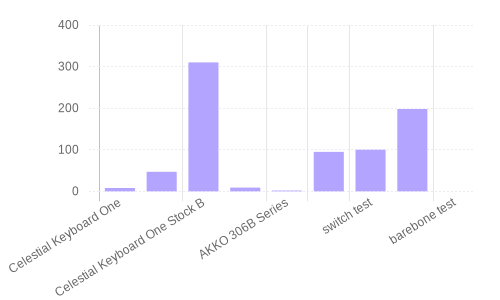 400
300
200
100
0
Celestial Keyboard One
Celestial Keyboard One Stock B
AKKO 306B Series
switch test
barebone test